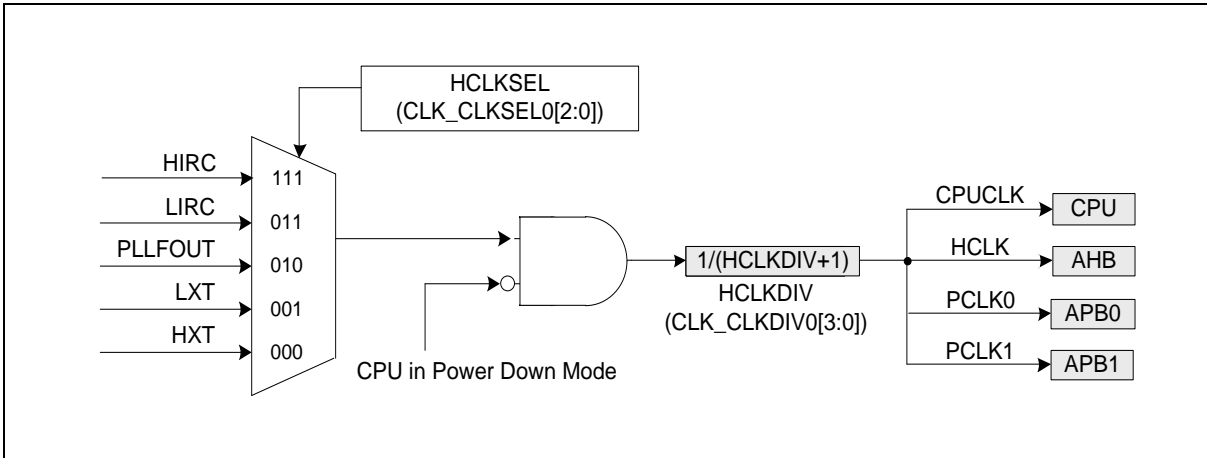 HCLKSEL
(CLK_CLKSEL0[2:0])
HIRC
111
LIRC
011
PLLFOUT
010
LXT
001
HXT
000
CPU in Power Down Mode
1/(HCLKDIV+1)
HCLKDIV
(CLK_CLKDIV0[3:0])
CPUCLK
CPU
HCLK
AHB
PCLK0
APB0
PCLK1
APB1